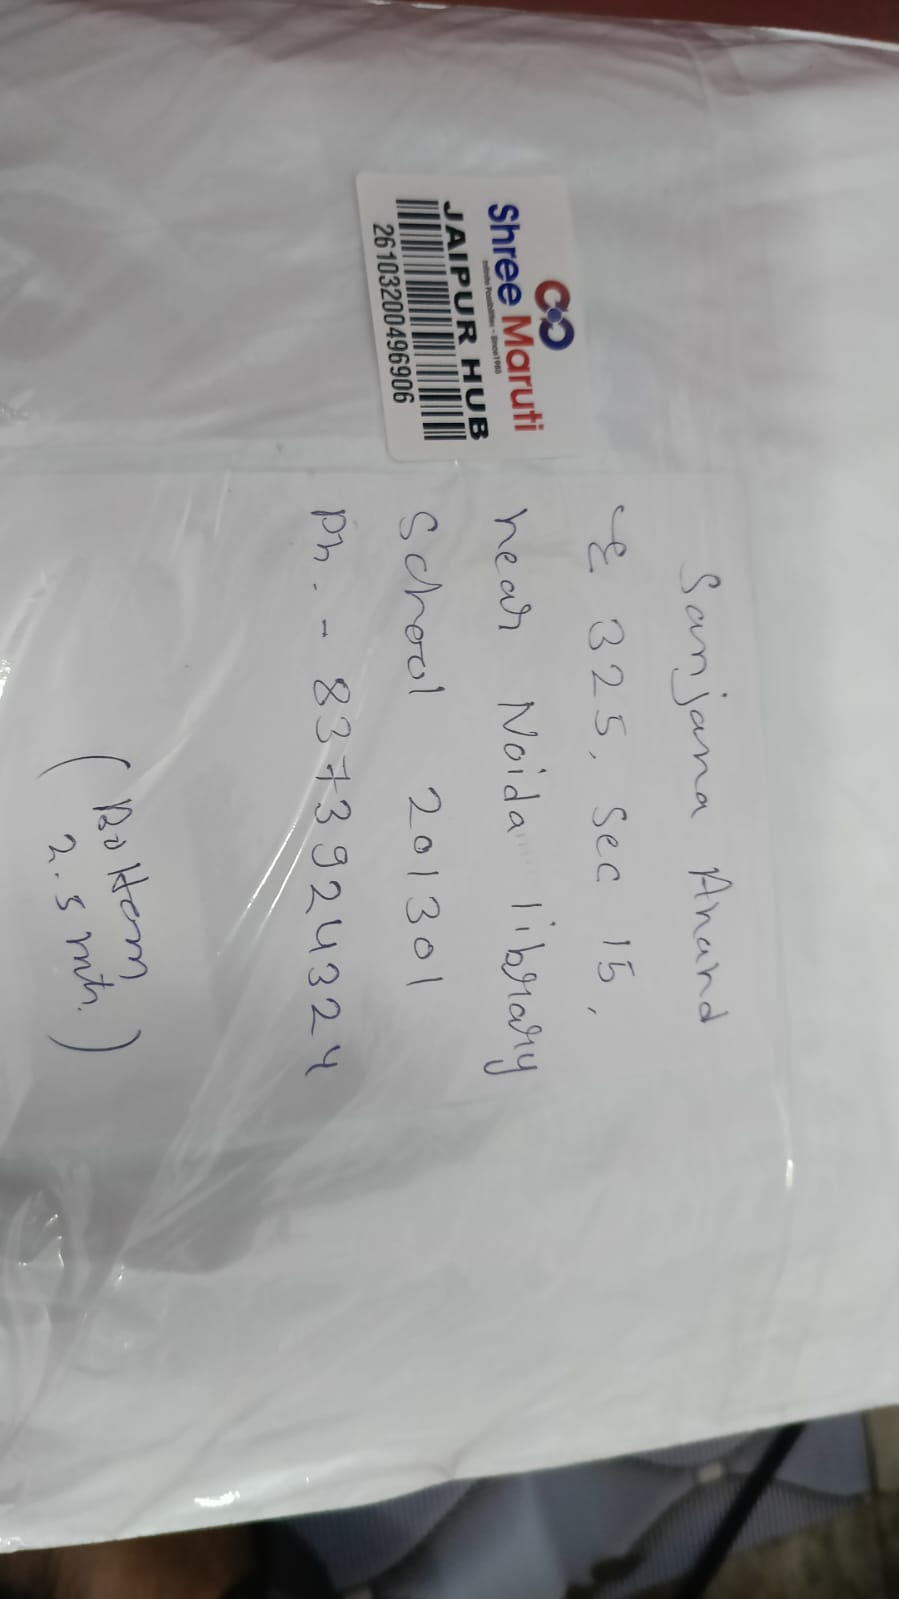 Shree Maruti
JAIPUR HUB
26103200496906
Sanjana Anand
E 325, Sec 15,
near Noida library
School 201301
Ph. - 8373924324
(Bottom
2.5 mtr.)